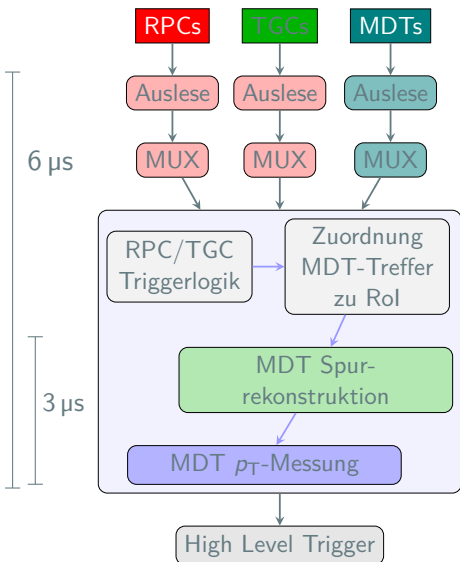 RPCs TGCs MDTs
Auslese Auslese Auslese
MUX MUX MUX
6 µs
RPC/TGC
Triggerlogik
Zuordnung
MDT-Treffer
zu RoI
3 µs
MDT Spur-
rekonstruktion
MDT pT-Messung
High Level Trigger